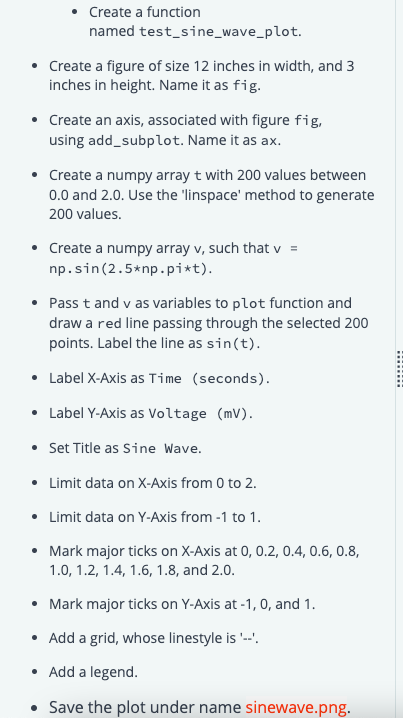 • Create a function
named test_sine_wave_plot.
• Create a figure of size 12 inches in width, and 3
inches in height. Name it as fig.
• Create an axis, associated with figure fig,
using add_subplot. Name it as ax.
• Create a numpy array t with 200 values between
0.0 and 2.0. Use the 'linspace' method to generate
200 values.
• Create a numpy array v, such that v =
np.sin(2.5*np.pi*t).
• Pass t and v as variables to plot function and
draw a red line passing through the selected 200
points. Label the line as sin(t).
• Label X-Axis as Time (seconds).
• Label Y-Axis as Voltage (mV).
• Set Title as Sine Wave.
• Limit data on X-Axis from 0 to 2.
• Limit data on Y-Axis from -1 to 1.
• Mark major ticks on X-Axis at 0, 0.2, 0.4, 0.6, 0.8,
1.0, 1.2, 1.4, 1.6, 1.8, and 2.0.
• Mark major ticks on Y-Axis at -1, 0, and 1.
• Add a grid, whose linestyle is '--'.
• Add a legend.
• Save the plot under name sinewave.png.